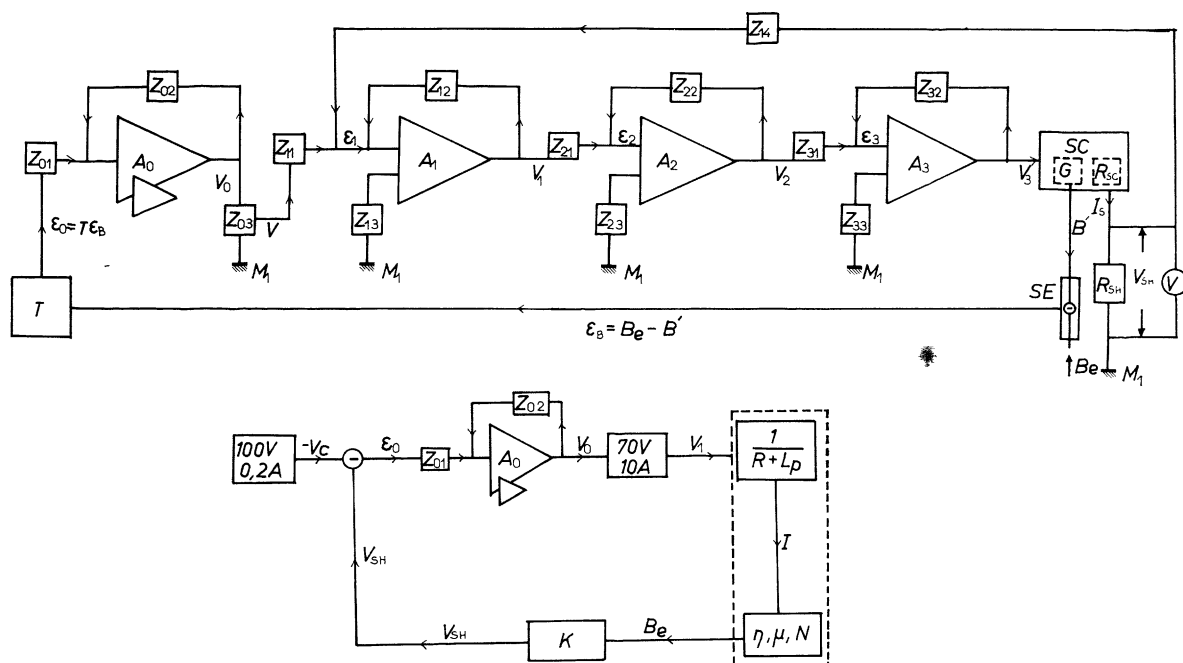 Z14
Z02
Z12
Z22
Z32
Z01
A0
V0
Z11
ε1
A1
V1
Z21
ε2
A2
V2
Z31
ε3
A3
V3
SC
G
RSC
IS
Z03
V
Z13
Z23
Z33
B'
ε0=TεB
M1
M1
M1
M1
VSH
V
RSH
SE
T
εB = Be − B'
Be
M1
Z02
100V
0,2A
-Vc
−
ε0
Z01
A0
V0
70V
10A
V1
1
R+Lp
I
VSH
VSH
K
Be
η, μ, N